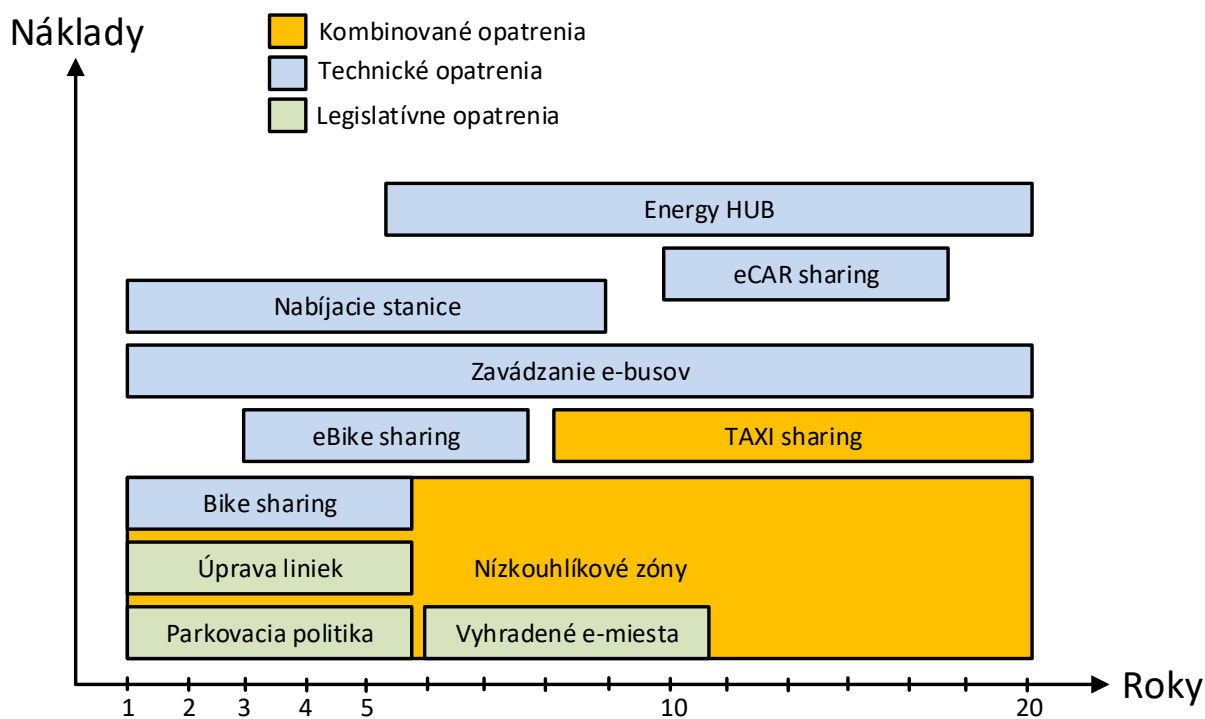 Náklady
Kombinované opatrenia
Technické opatrenia
Legislatívne opatrenia
Energy HUB
eCAR sharing
Nabíjacie stanice
Zavádzanie e-busov
eBike sharing
TAXI sharing
Bike sharing
Úprava liniek
Nízkouhlíkové zóny
Parkovacia politika
Vyhradené e-miesta
Roky
1 2 3 4 5 10 20